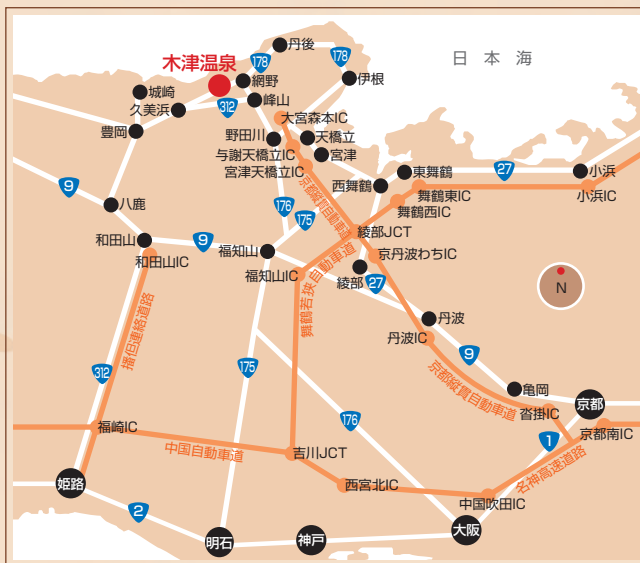 丹後
日本海
178
178
木津温泉
網野
伊根
城崎
312
峰山
久美浜
大宮森本IC
豊岡
野田川
天橋立
与謝天橋立IC
宮津
宮津天橋立IC
東舞鶴
27
小浜
9
西舞鶴
舞鶴東IC
小浜IC
京都縦貫自動車道
八鹿
176
175
舞鶴西IC
和田山
9
福知山
綾部JCT
和田山IC
京丹波わちIC
福知山IC
綾部
27
N
舞鶴若狭自動車道
播但連絡道路
丹波
丹波IC
9
312
175
京都縦貫自動車道
亀岡
京都
176
沓掛IC
福崎IC
1
京都南IC
中国自動車道
吉川JCT
名神高速道路
姫路
西宮北IC
中国吹田IC
2
大阪
明石
神戸